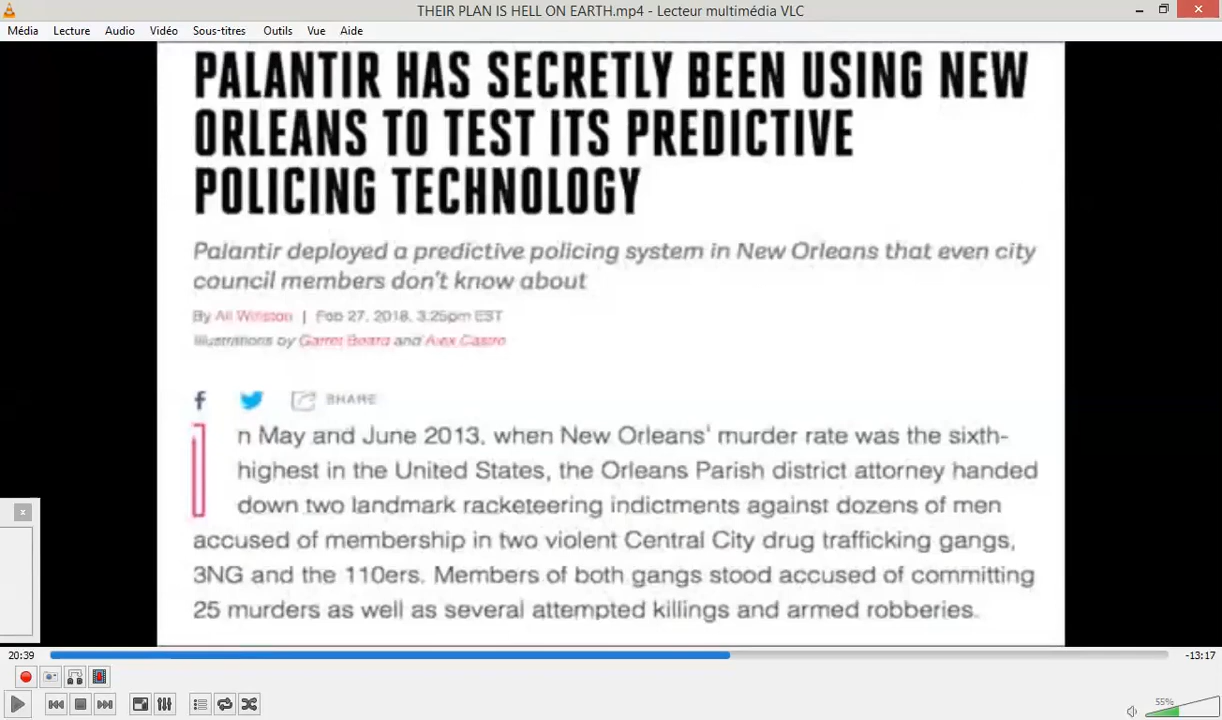 THEIR PLAN IS HELL ON EARTH.mp4 - Lecteur multimédia VLC
Média Lecture Audio Vidéo Sous-titres Outils Vue Aide
PALANTIR HAS SECRETLY BEEN USING NEW
ORLEANS TO TEST ITS PREDICTIVE
POLICING TECHNOLOGY
Palantir deployed a predictive policing system in New Orleans that even city
council members don't know about
By Ali Winston | Feb 27, 2018, 3:25pm EST
Illustrations by Garret Beard and Alex Castro
SHARE
In May and June 2013, when New Orleans' murder rate was the sixth-
highest in the United States, the Orleans Parish district attorney handed
down two landmark racketeering indictments against dozens of men
accused of membership in two violent Central City drug trafficking gangs,
3NG and the 110ers. Members of both gangs stood accused of committing
25 murders as well as several attempted killings and armed robberies.
20:39
-13:17
55%